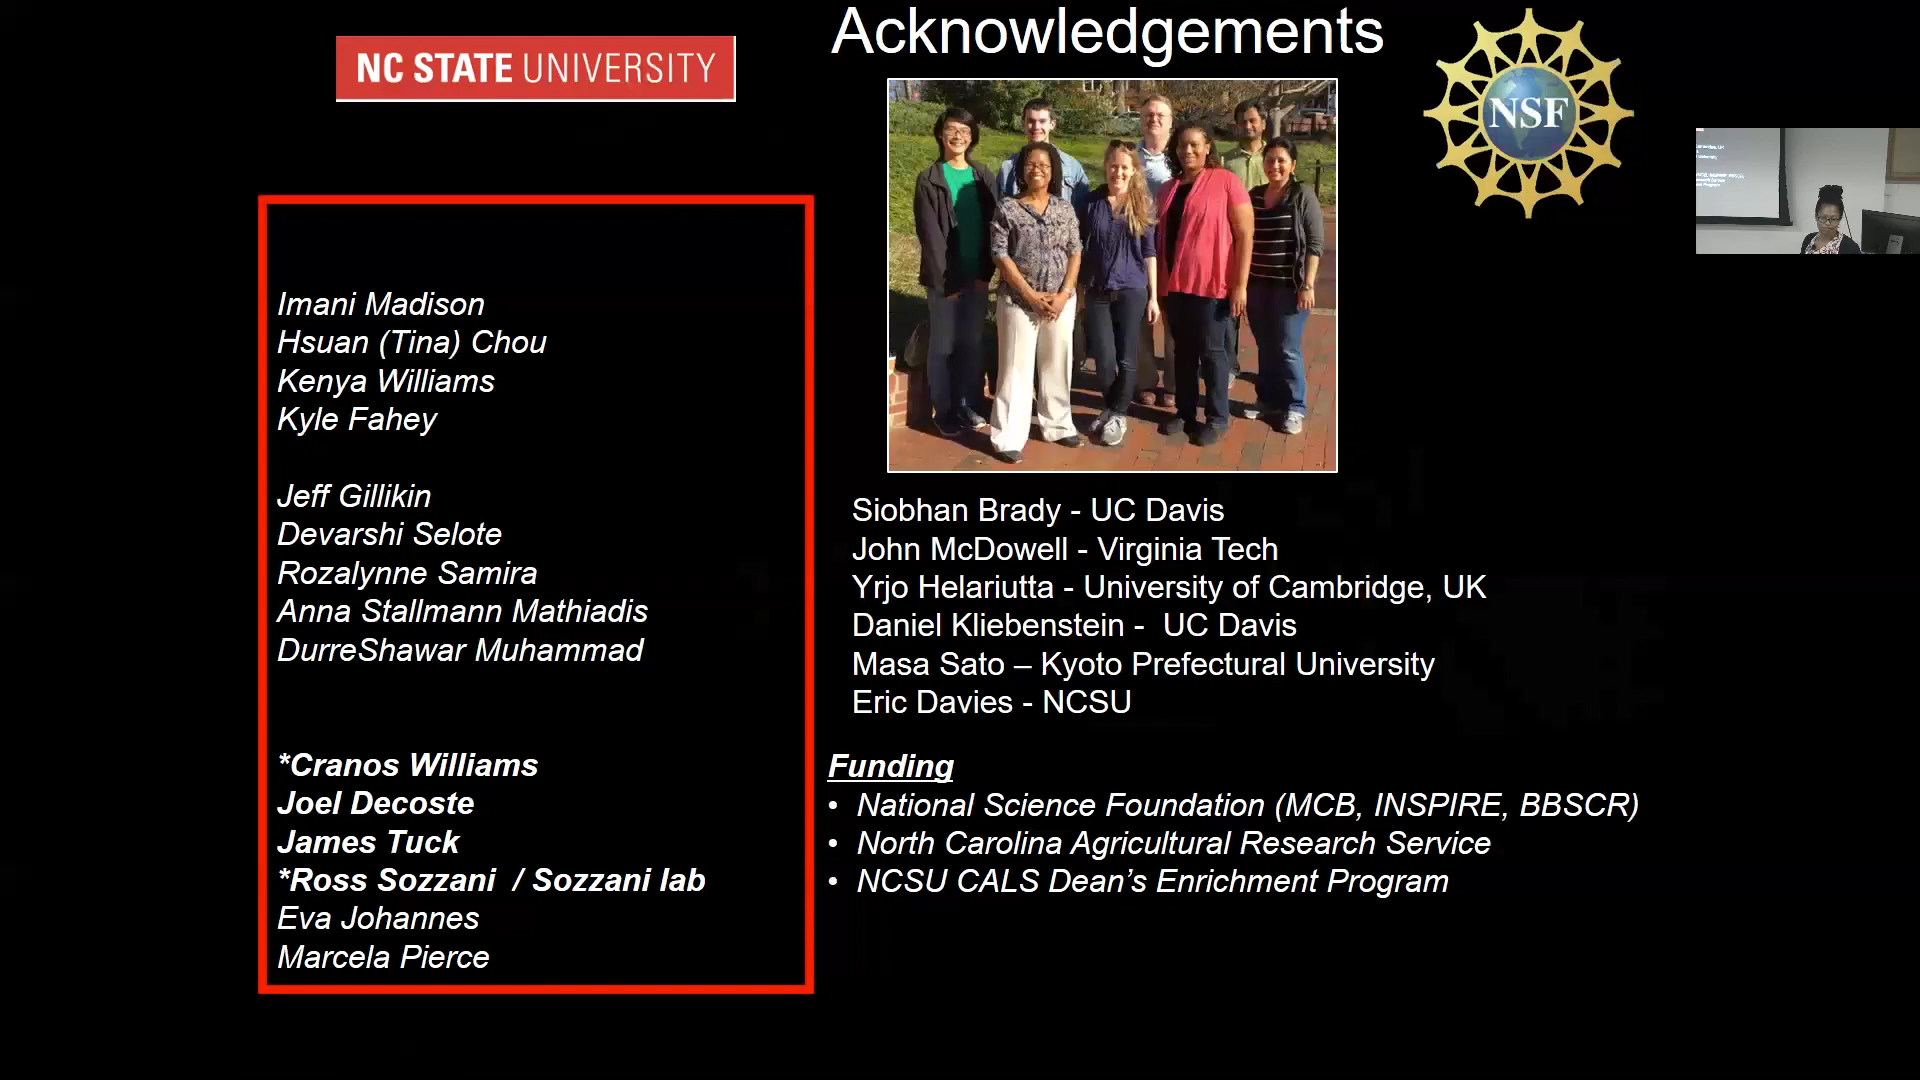 Acknowledgements
NC STATE UNIVERSITY
NSF
Imani Madison
Hsuan (Tina) Chou
Kenya Williams
Kyle Fahey
Jeff Gillikin
Devarshi Selote
Rozalynne Samira
Anna Stallmann Mathiadis
DurreShawar Muhammad
*Cranos Williams
Joel Decoste
James Tuck
*Ross Sozzani / Sozzani lab
Eva Johannes
Marcela Pierce
Siobhan Brady - UC Davis
John McDowell - Virginia Tech
Yrjo Helariutta - University of Cambridge, UK
Daniel Kliebenstein - UC Davis
Masa Sato – Kyoto Prefectural University
Eric Davies - NCSU
Funding
• National Science Foundation (MCB, INSPIRE, BBSCR)
• North Carolina Agricultural Research Service
• NCSU CALS Dean's Enrichment Program